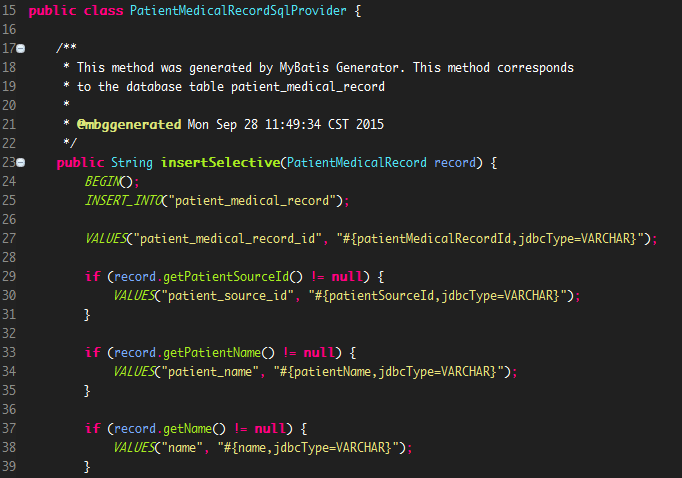 15 public class PatientMedicalRecordSqlProvider {
16
17 /**
18 * This method was generated by MyBatis Generator. This method corresponds
19 * to the database table patient_medical_record
20 *
21 * @mbggenerated Mon Sep 28 11:49:34 CST 2015
22 */
23 public String insertSelective(PatientMedicalRecord record) {
24 BEGIN();
25 INSERT_INTO("patient_medical_record");
26
27 VALUES("patient_medical_record_id", "#{patientMedicalRecordId,jdbcType=VARCHAR}");
28
29 if (record.getPatientSourceId() != null) {
30 VALUES("patient_source_id", "#{patientSourceId,jdbcType=VARCHAR}");
31 }
32
33 if (record.getPatientName() != null) {
34 VALUES("patient_name", "#{patientName,jdbcType=VARCHAR}");
35 }
36
37 if (record.getName() != null) {
38 VALUES("name", "#{name,jdbcType=VARCHAR}");
39 }